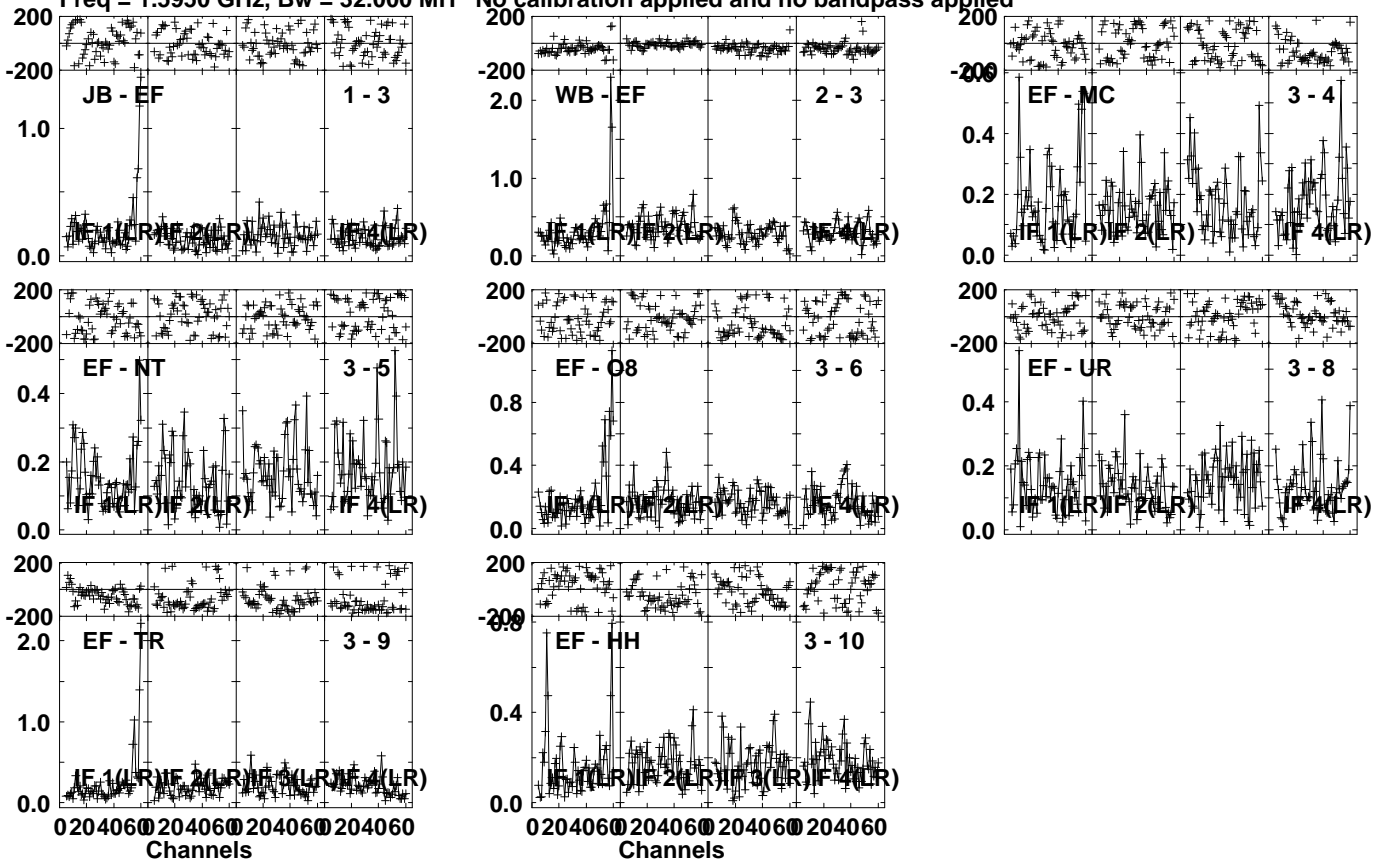 Freq = 1.5950 GHz, Bw = 32.000 MH No calibration applied and no bandpass applied
200
-200
JB - EF 1 - 3
1.0
0.0
IF 1(LR) IF 2(LR) IF 4(LR)
200
-200
WB - EF 2 - 3
2.0
1.0
0.0
IF 1(LR) IF 2(LR) IF 4(LR)
200
-200
0.6
EF - MC 3 - 4
0.4
0.2
0.0
IF 1(LR) IF 2(LR) IF 4(LR)
200
-200
EF - NT 3 - 5
0.4
0.2
0.0
IF 1(LR) IF 2(LR) IF 4(LR)
200
-200
EF - O8 3 - 6
0.8
0.4
0.0
IF 1(LR) IF 2(LR) IF 4(LR)
200
-200
EF - UR 3 - 8
0.4
0.2
0.0
IF 1(LR) IF 2(LR) IF 4(LR)
200
-200
EF - TR 3 - 9
2.0
1.0
0.0
IF 1(LR) IF 2(LR) IF 3(LR) IF 4(LR)
0 20 40 60 0 20 40 60 0 20 40 60 0 20 40 60
Channels
200
-200
0.8
EF - HH 3 - 10
0.4
0.0
IF 1(LR) IF 2(LR) IF 3(LR) IF 4(LR)
0 20 40 60 0 20 40 60 0 20 40 60 0 20 40 60
Channels